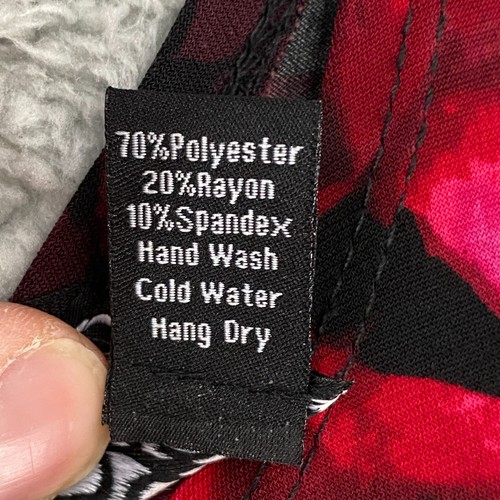 70%Polyester
20%Rayon
10%Spandex
Hand Wash
Cold Water
Hang Dry